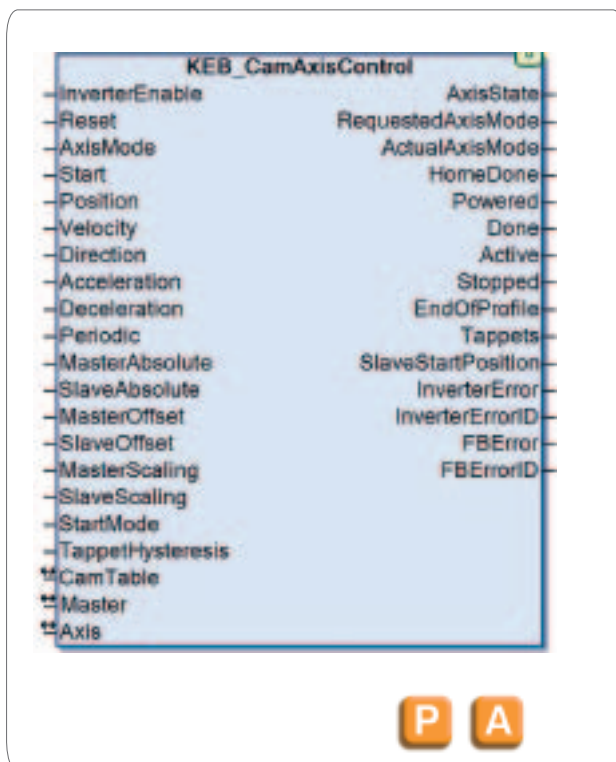 KEB_CamAxisControl
InverterEnable AxisState
Reset RequestedAxisMode
AxisMode ActualAxisMode
Start HomeDone
Position Powered
Velocity Done
Direction Active
Acceleration Stopped
Deceleration EndOfProfile
Periodic Tappets
MasterAbsolute SlaveStartPosition
SlaveAbsolute InverterError
MasterOffset InverterErrorID
SlaveOffset FBError
MasterScaling FBErrorID
SlaveScaling
StartMode
TappetHysteresis
CamTable
Master
Axis
P A